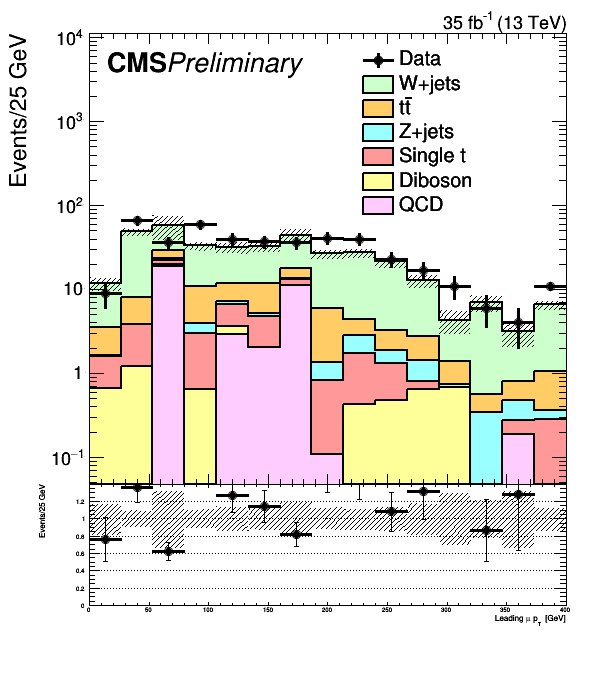 35 fb⁻¹ (13 TeV)
Events/25 GeV
CMSPreliminary
Data
W+jets
tt̄
Z+jets
Single t
Diboson
QCD
10⁴
10³
10²
10
1
10⁻¹
Events/25 GeV
1.2
1
0.8
0.6
0.4
0.2
0
0 50 100 150 200 250 300 350 400
Leading μ p_T [GeV]